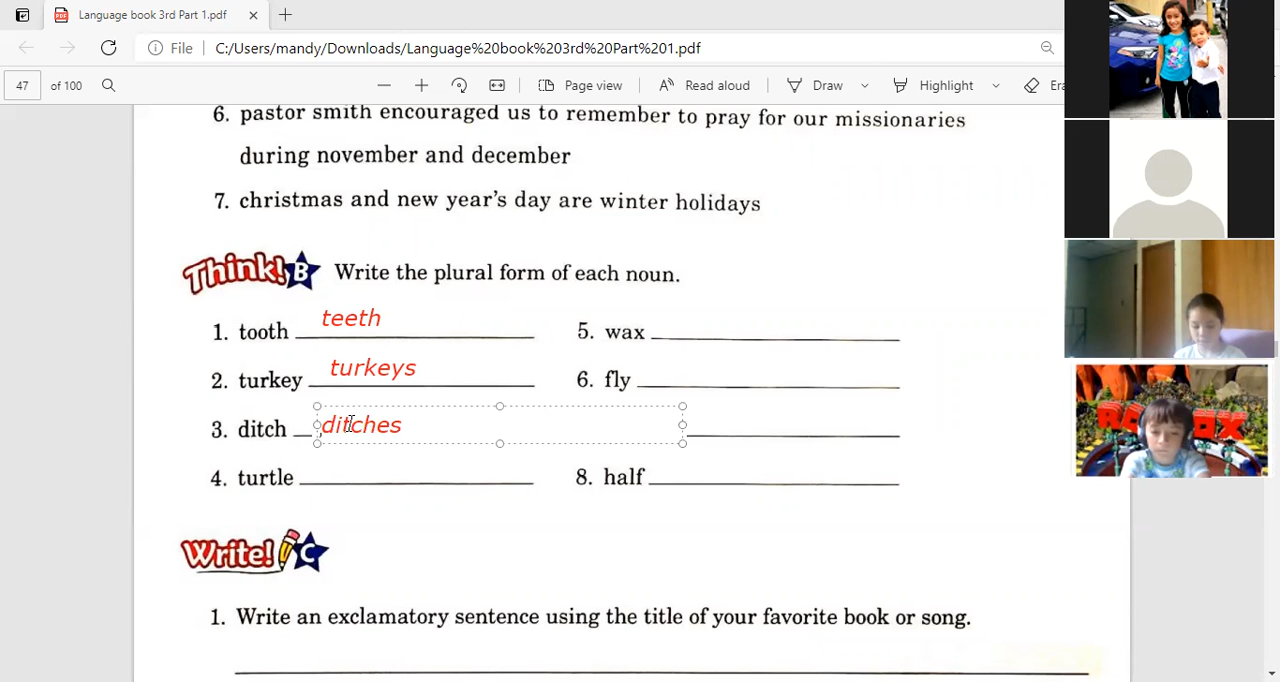 Language book 3rd Part 1.pdf
File C:/Users/mandy/Downloads/Language%20book%203rd%20Part%201.pdf
47 of 100 Page view Read aloud Draw Highlight Era
6. pastor smith encouraged us to remember to pray for our missionaries
during november and december
7. christmas and new year's day are winter holidays
Think! B Write the plural form of each noun.
1. tooth teeth 5. wax
2. turkey turkeys 6. fly
3. ditch ditches
4. turtle 8. half
Write! C
1. Write an exclamatory sentence using the title of your favorite book or song.
ROBLOX